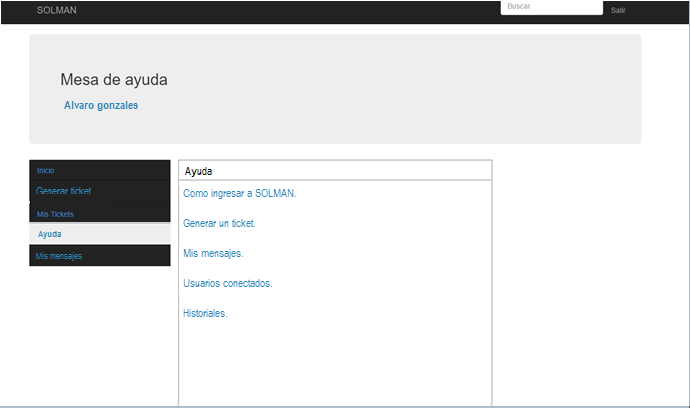 SOLMAN
Buscar
Salir
Mesa de ayuda
Alvaro gonzales
Inicio
Generar ticket
Mis Tickets
Ayuda
Mis mensajes
Ayuda
Como ingresar a SOLMAN.
Generar un ticket.
Mis mensajes.
Usuarios conectados.
Historiales.